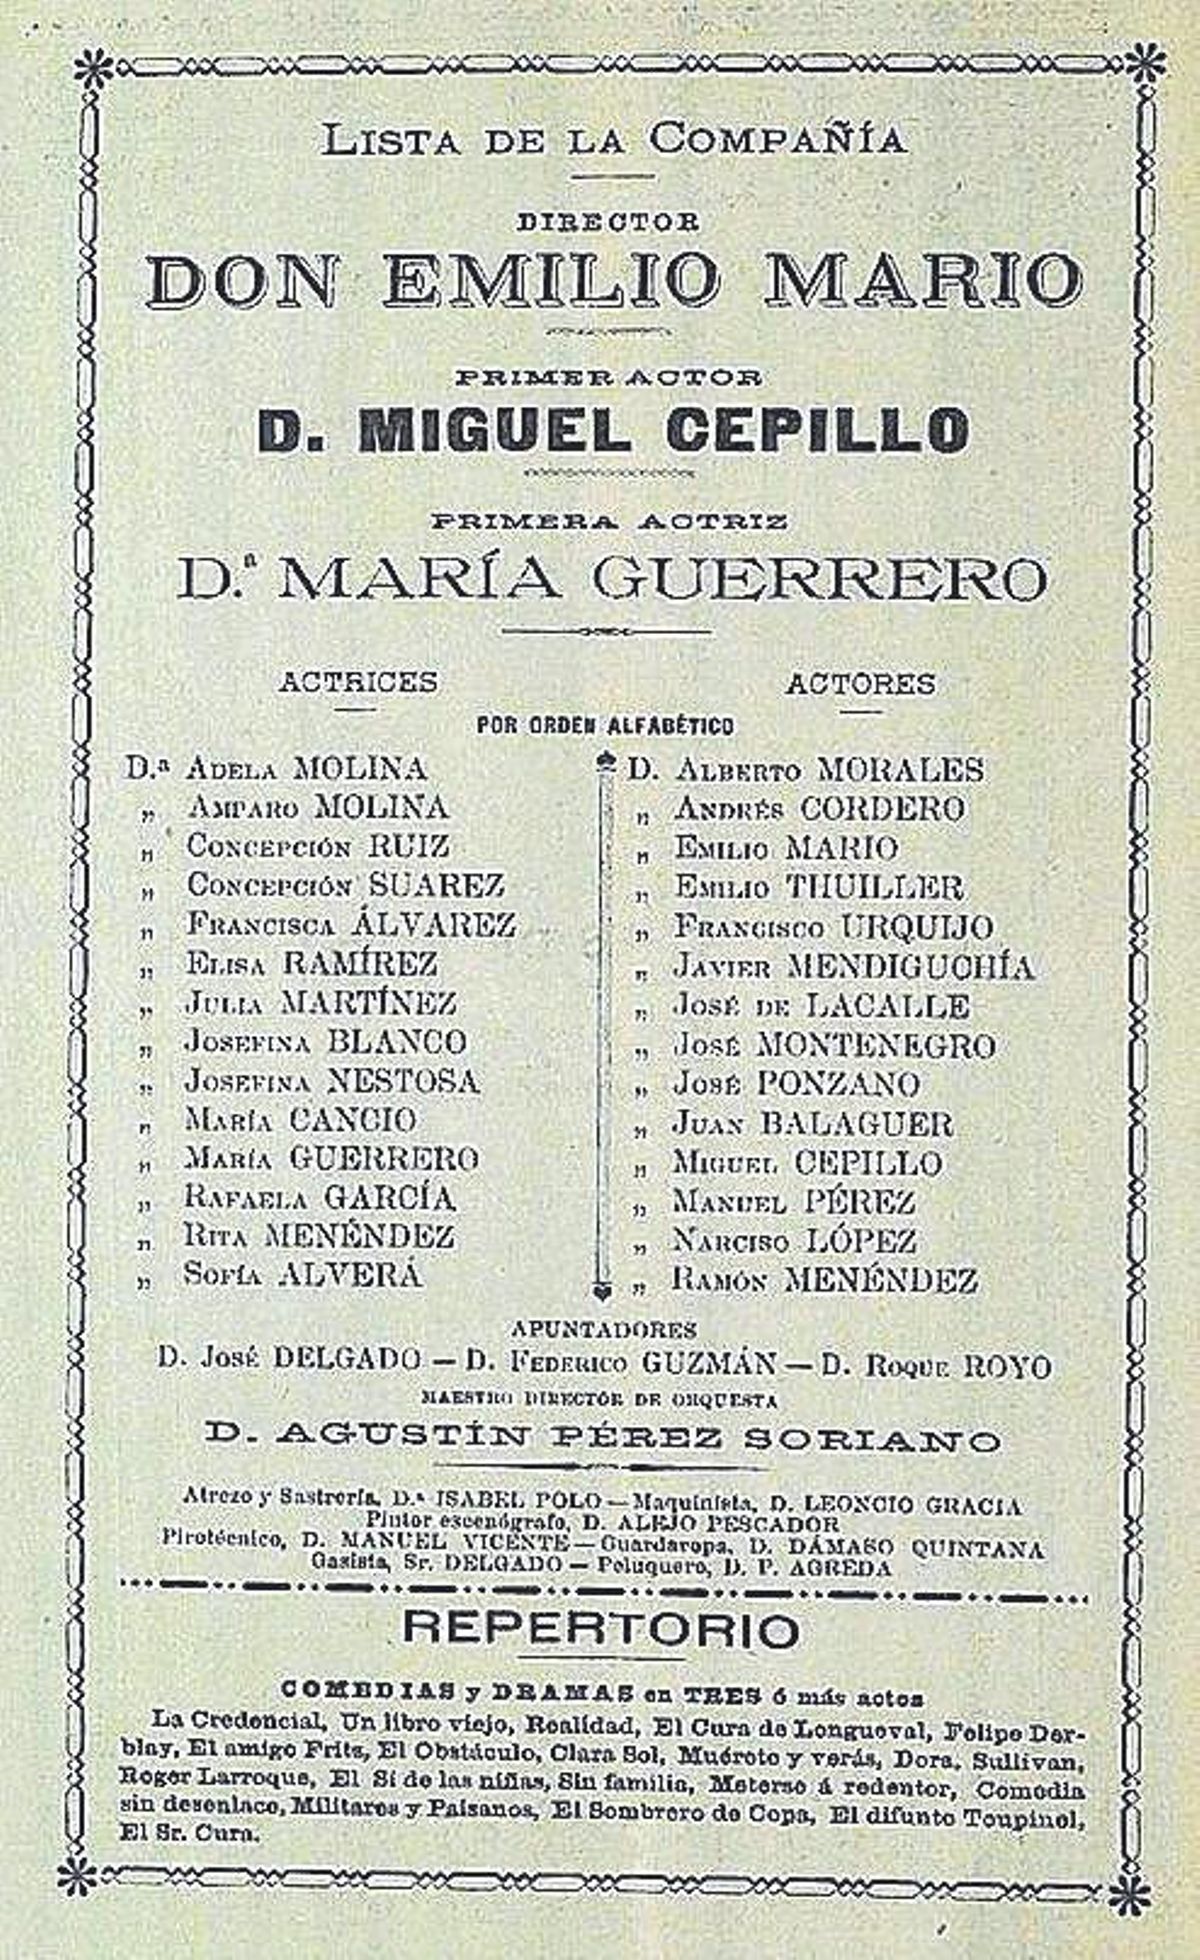 LISTA DE LA COMPAÑÍA
DIRECTOR
DON EMILIO MARIO
PRIMER ACTOR
D. MIGUEL CEPILLO
PRIMERA ACTRIZ
D.ª MARÍA GUERRERO
ACTRICES
ACTORES
POR ORDEN ALFABÉTICO
D.ª ADELA MOLINA
„ AMPARO MOLINA
„ CONCEPCIÓN RUIZ
„ CONCEPCIÓN SUAREZ
„ FRANCISCA ÁLVAREZ
„ ELISA RAMÍREZ
„ JULIA MARTÍNEZ
„ JOSEFINA BLANCO
„ JOSEFINA NESTOSA
„ MARÍA CANCIO
„ MARÍA GUERRERO
„ RAFAELA GARCÍA
„ RITA MENÉNDEZ
„ SOFÍA ALVERÁ
D. ALBERTO MORALES
„ ANDRÉS CORDERO
„ EMILIO MARIO
„ EMILIO THUILLER
„ FRANCISCO URQUIJO
„ JAVIER MENDIGUCHÍA
„ JOSÉ DE LACALLE
„ JOSÉ MONTENEGRO
„ JOSÉ PONZANO
„ JUAN BALAGUER
„ MIGUEL CEPILLO
„ MANUEL PÉREZ
„ NARCISO LÓPEZ
„ RAMÓN MENÉNDEZ
APUNTADORES
D. JOSÉ DELGADO — D. FEDERICO GUZMÁN — D. ROQUE ROYO
MAESTRO DIRECTOR DE ORQUESTA
D. AGUSTÍN PÉREZ SORIANO
Atrezo y Sastrería, D.ª ISABEL POLO — Maquinista, D. LEONCIO GRACIA
Pintor escenógrafo, D. ALEJO PESCADOR
Pirotécnico, D. MANUEL VICENTE — Guardaropa, D. DÁMASO QUINTANA
Gasista, Sr. DELGADO — Peluquero, D. P. AGREDA
REPERTORIO
COMEDIAS y DRAMAS en TRES ó más actos
La Credencial, Un libro viejo, Realidad, El Cura de Longueval, Felipe Der-
blay, El amigo Frits, El Obstáculo, Clara Sol, Muérete y verás, Dora, Sullivan,
Roger Larroque, El Sí de las niñas, Sin familia, Meterse á redentor, Comedia
sin desenlace, Militares y Paisanos, El Sombrero de Copa, El difunto Toupinel,
El Sr. Cura.